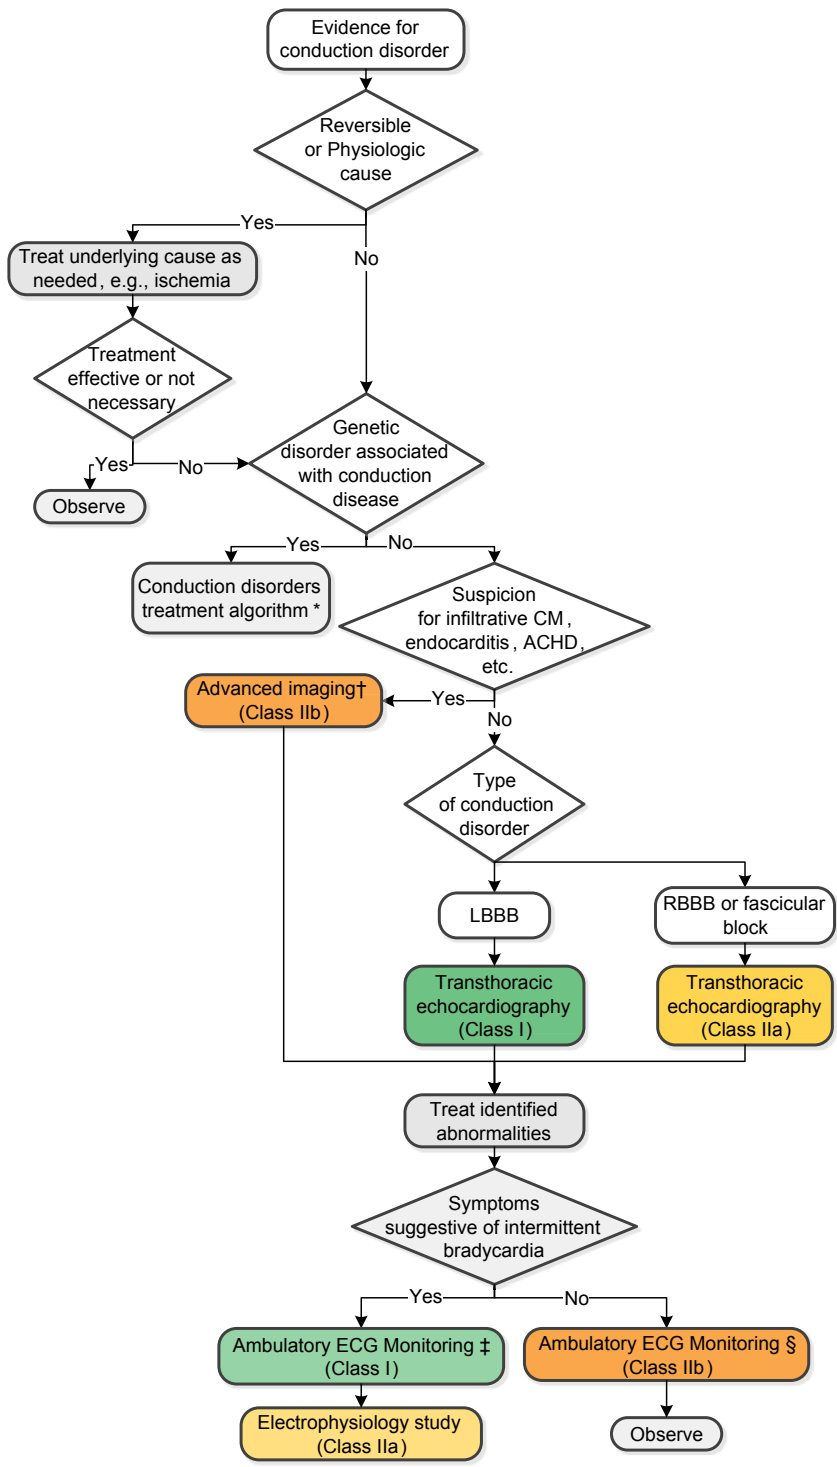 Evidence for
conduction disorder
Reversible
or Physiologic
cause
Yes
No
Treat underlying cause as
needed, e.g., ischemia
Treatment
effective or not
necessary
Yes
No
Observe
Genetic
disorder associated
with conduction
disease
Yes
No
Conduction disorders
treatment algorithm *
Suspicion
for infiltrative CM,
endocarditis, ACHD,
etc.
Yes
No
Advanced imaging†
(Class IIb)
Type
of conduction
disorder
LBBB
RBBB or fascicular
block
Transthoracic
echocardiography
(Class I)
Transthoracic
echocardiography
(Class IIa)
Treat identified
abnormalities
Symptoms
suggestive of intermittent
bradycardia
Yes
No
Ambulatory ECG Monitoring ‡
(Class I)
Ambulatory ECG Monitoring §
(Class IIb)
Electrophysiology study
(Class IIa)
Observe